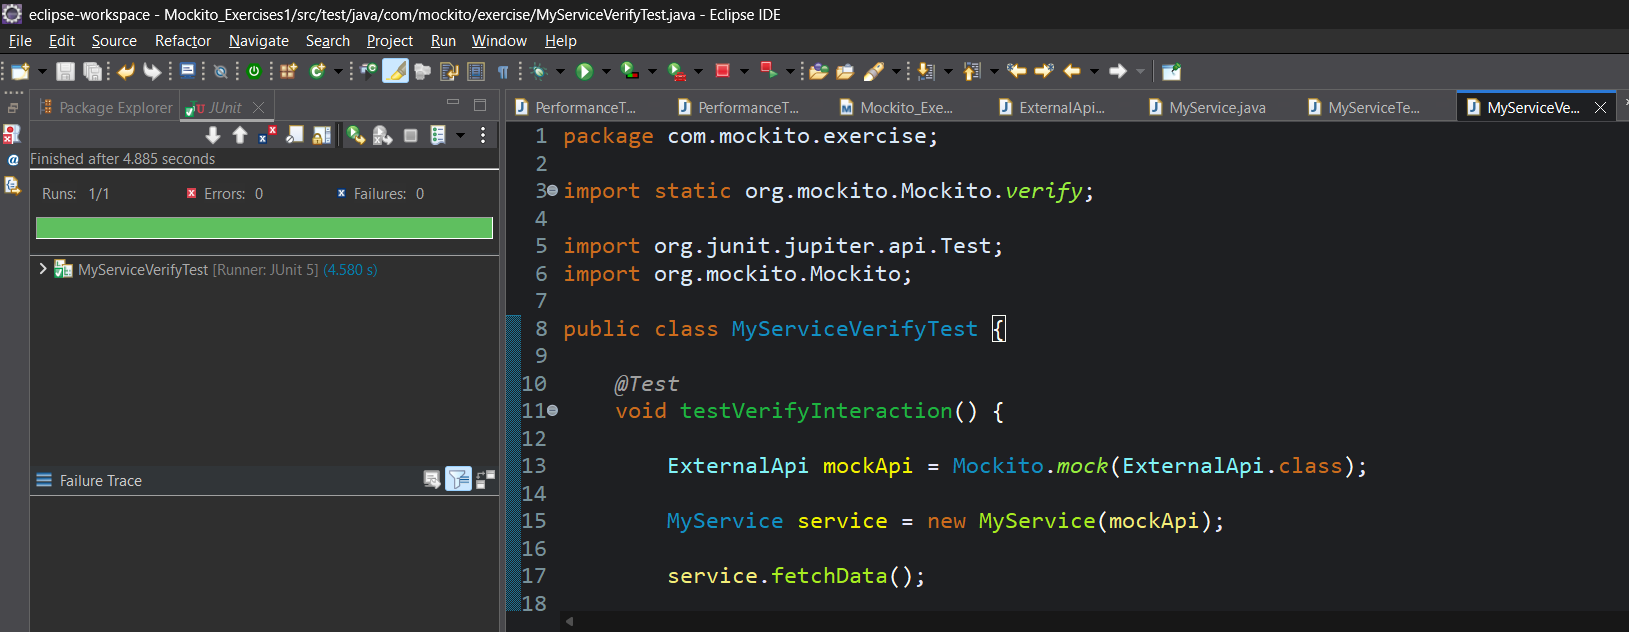 eclipse-workspace - Mockito_Exercises1/src/test/java/com/mockito/exercise/MyServiceVerifyTest.java - Eclipse IDE
File Edit Source Refactor Navigate Search Project Run Window Help
Package Explorer JUnit
Finished after 4.885 seconds
Runs: 1/1 Errors: 0 Failures: 0
MyServiceVerifyTest [Runner: JUnit 5] (4.580 s)
Failure Trace
PerformanceT... PerformanceT... Mockito_Exe... ExternalApi... MyService.java MyServiceTe... MyServiceVe...
1 package com.mockito.exercise;
2
3 import static org.mockito.Mockito.verify;
4
5 import org.junit.jupiter.api.Test;
6 import org.mockito.Mockito;
7
8 public class MyServiceVerifyTest {
9
10 @Test
11 void testVerifyInteraction() {
12
13 ExternalApi mockApi = Mockito.mock(ExternalApi.class);
14
15 MyService service = new MyService(mockApi);
16
17 service.fetchData();
18